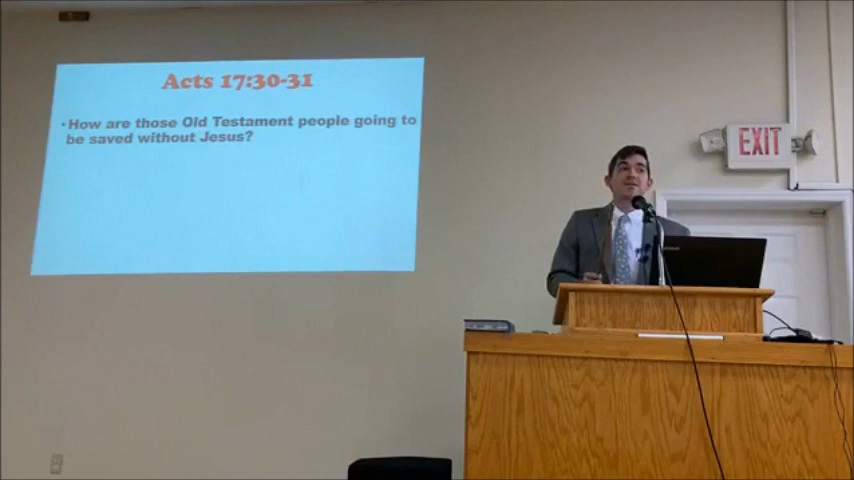 Acts 17:30-31
• How are those Old Testament people going to
be saved without Jesus?
EXIT